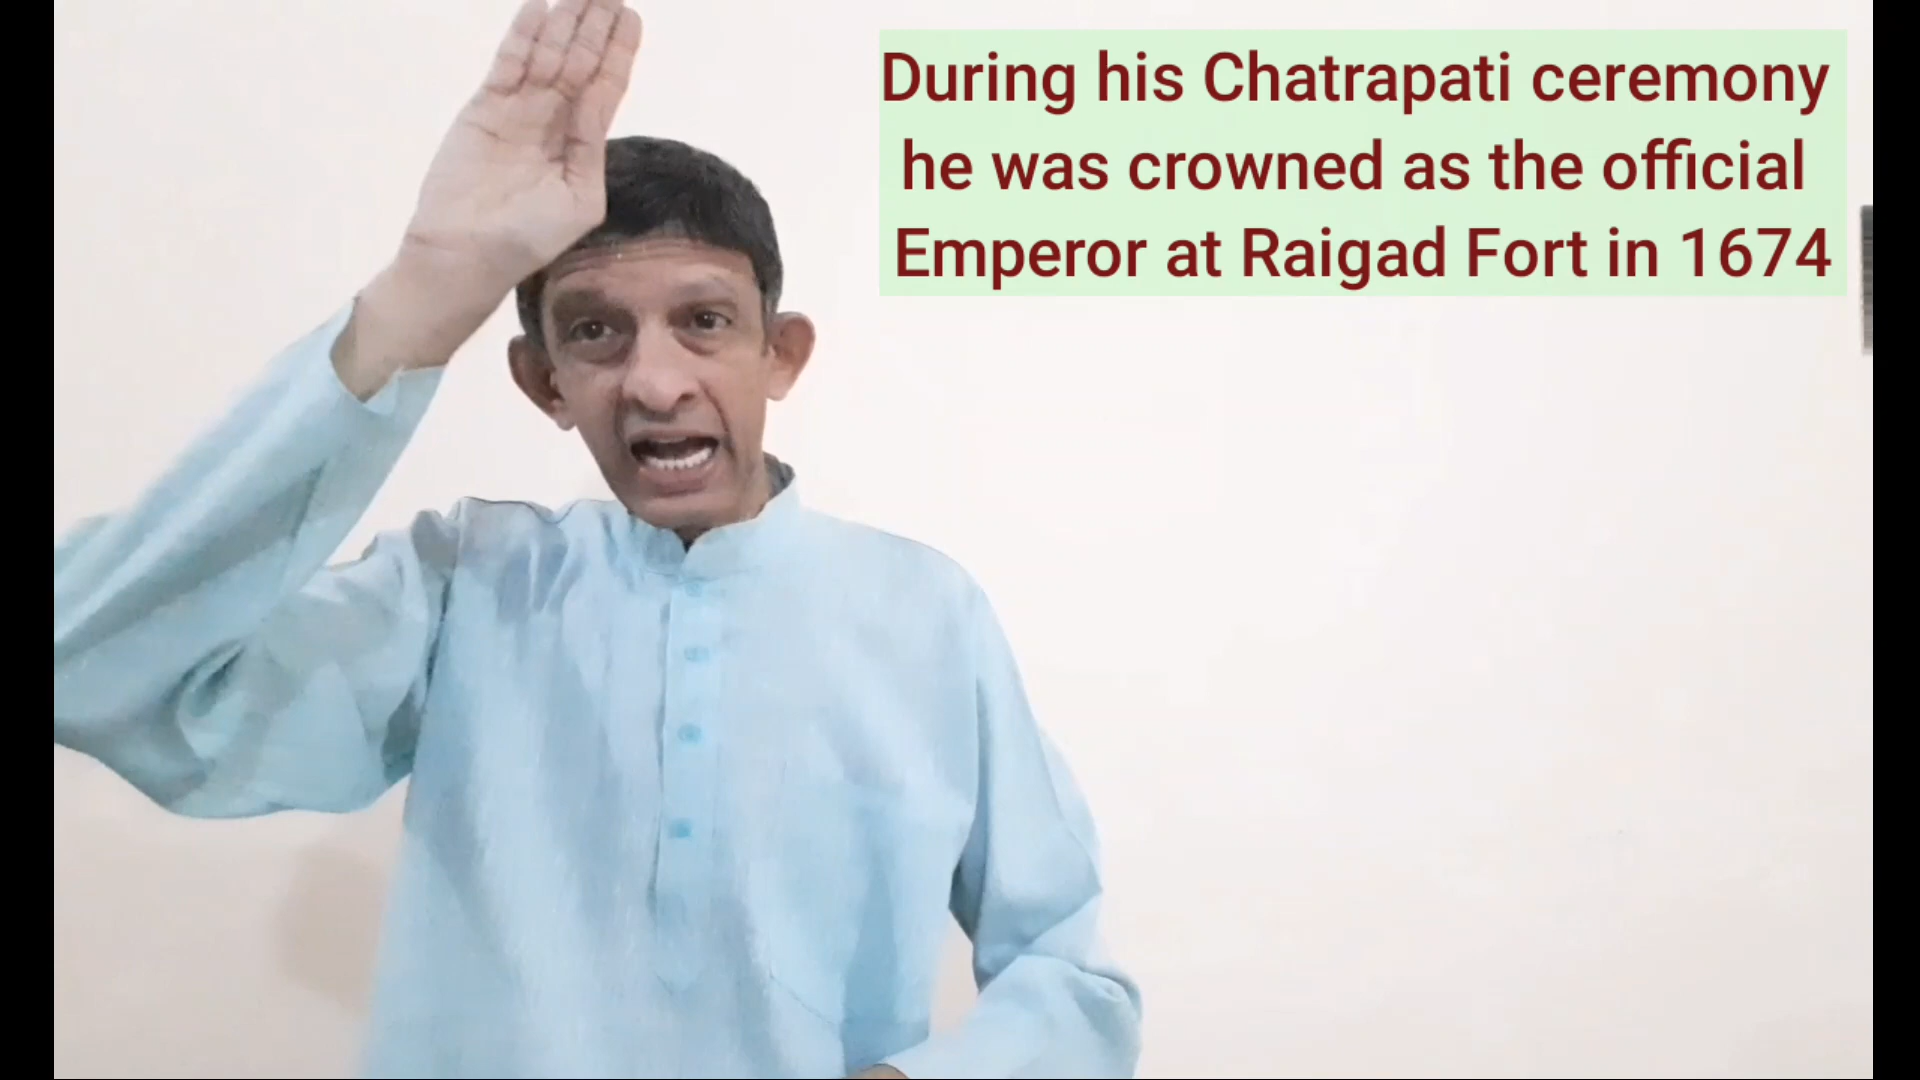 During his Chatrapati ceremony
he was crowned as the official
Emperor at Raigad Fort in 1674